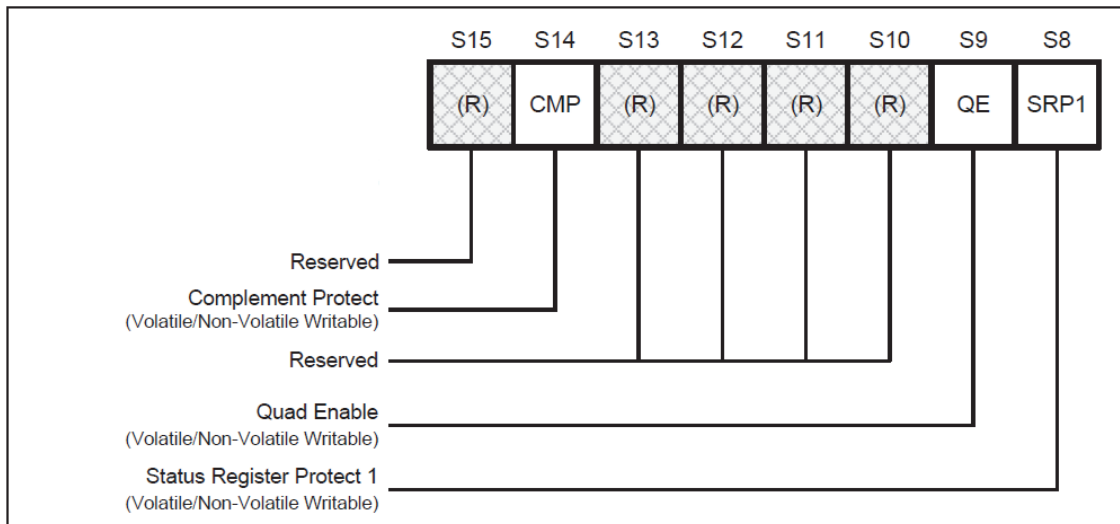 S15 S14 S13 S12 S11 S10 S9 S8
(R) CMP (R) (R) (R) (R) QE SRP1
Reserved
Complement Protect
(Volatile/Non-Volatile Writable)
Reserved
Quad Enable
(Volatile/Non-Volatile Writable)
Status Register Protect 1
(Volatile/Non-Volatile Writable)